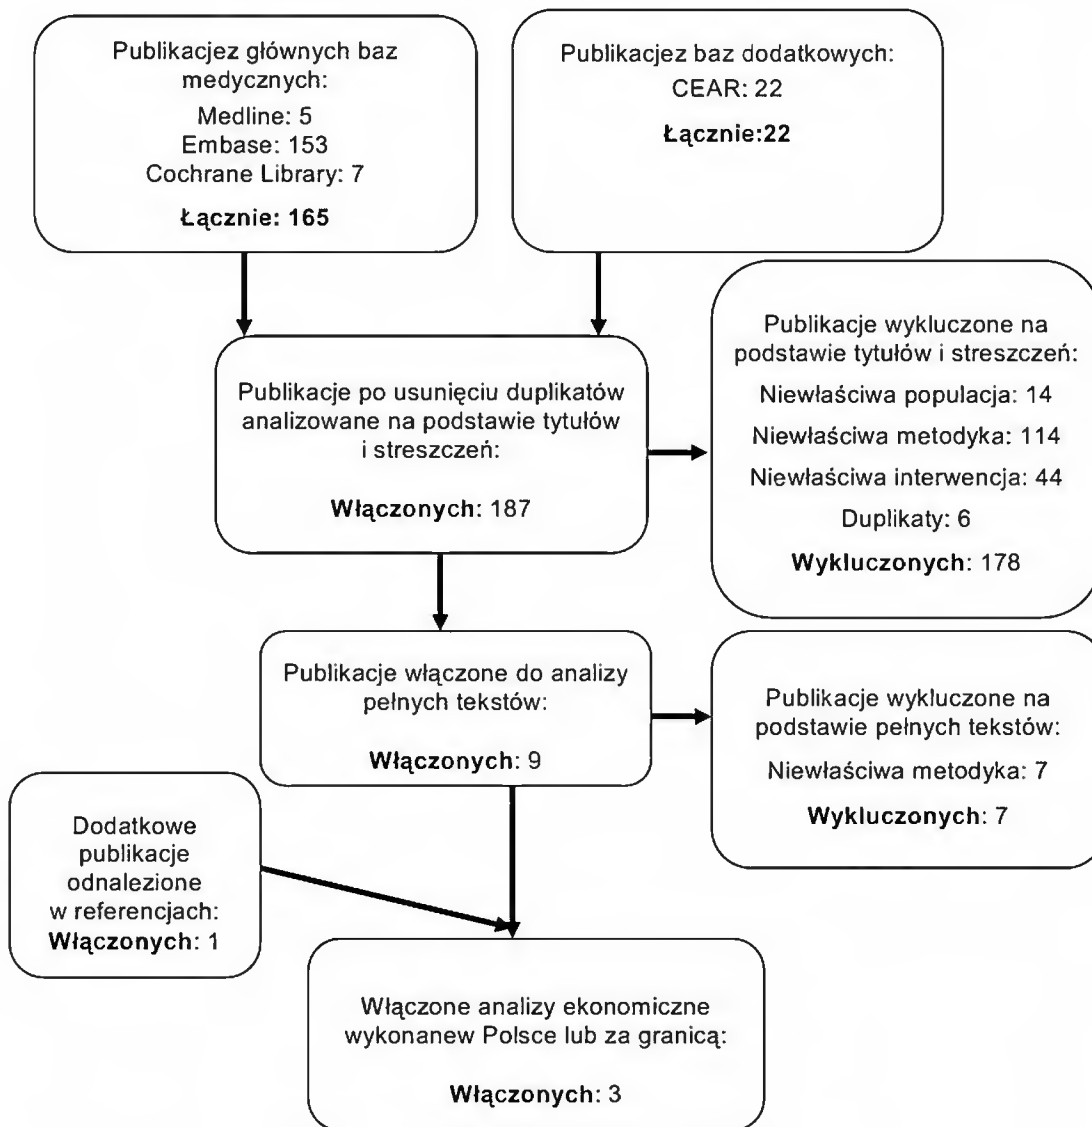 Publikacjez głównych baz
medycznych:
Medline: 5
Embase: 153
Cochrane Library: 7
Łącznie: 165
Publikacjez baz dodatkowych:
CEAR: 22
Łącznie:22
Publikacje po usunięciu duplikatów
analizowane na podstawie tytułów
i streszczeń:
Włączonych: 187
Publikacje wykluczone na
podstawie tytułów i streszczeń:
Niewłaściwa populacja: 14
Niewłaściwa metodyka: 114
Niewłaściwa interwencja: 44
Duplikaty: 6
Wykluczonych: 178
Publikacje włączone do analizy
pełnych tekstów:
Włączonych: 9
Publikacje wykluczone na
podstawie pełnych tekstów:
Niewłaściwa metodyka: 7
Wykluczonych: 7
Dodatkowe
publikacje
odnalezione
w referencjach:
Włączonych: 1
Włączone analizy ekonomiczne
wykonanew Polsce lub za granicą:
Włączonych: 3